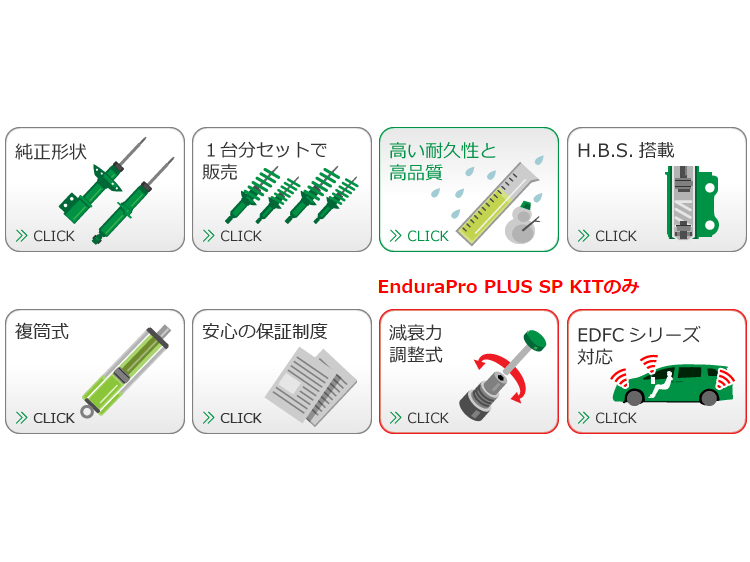 純正形状
CLICK
１台分セットで
販売
CLICK
高い耐久性と
高品質
CLICK
H.B.S. 搭載
CLICK
EnduraPro PLUS SP KITのみ
複筒式
CLICK
安心の保証制度
CLICK
減衰力
調整式
CLICK
EDFC シリーズ
対応
CLICK